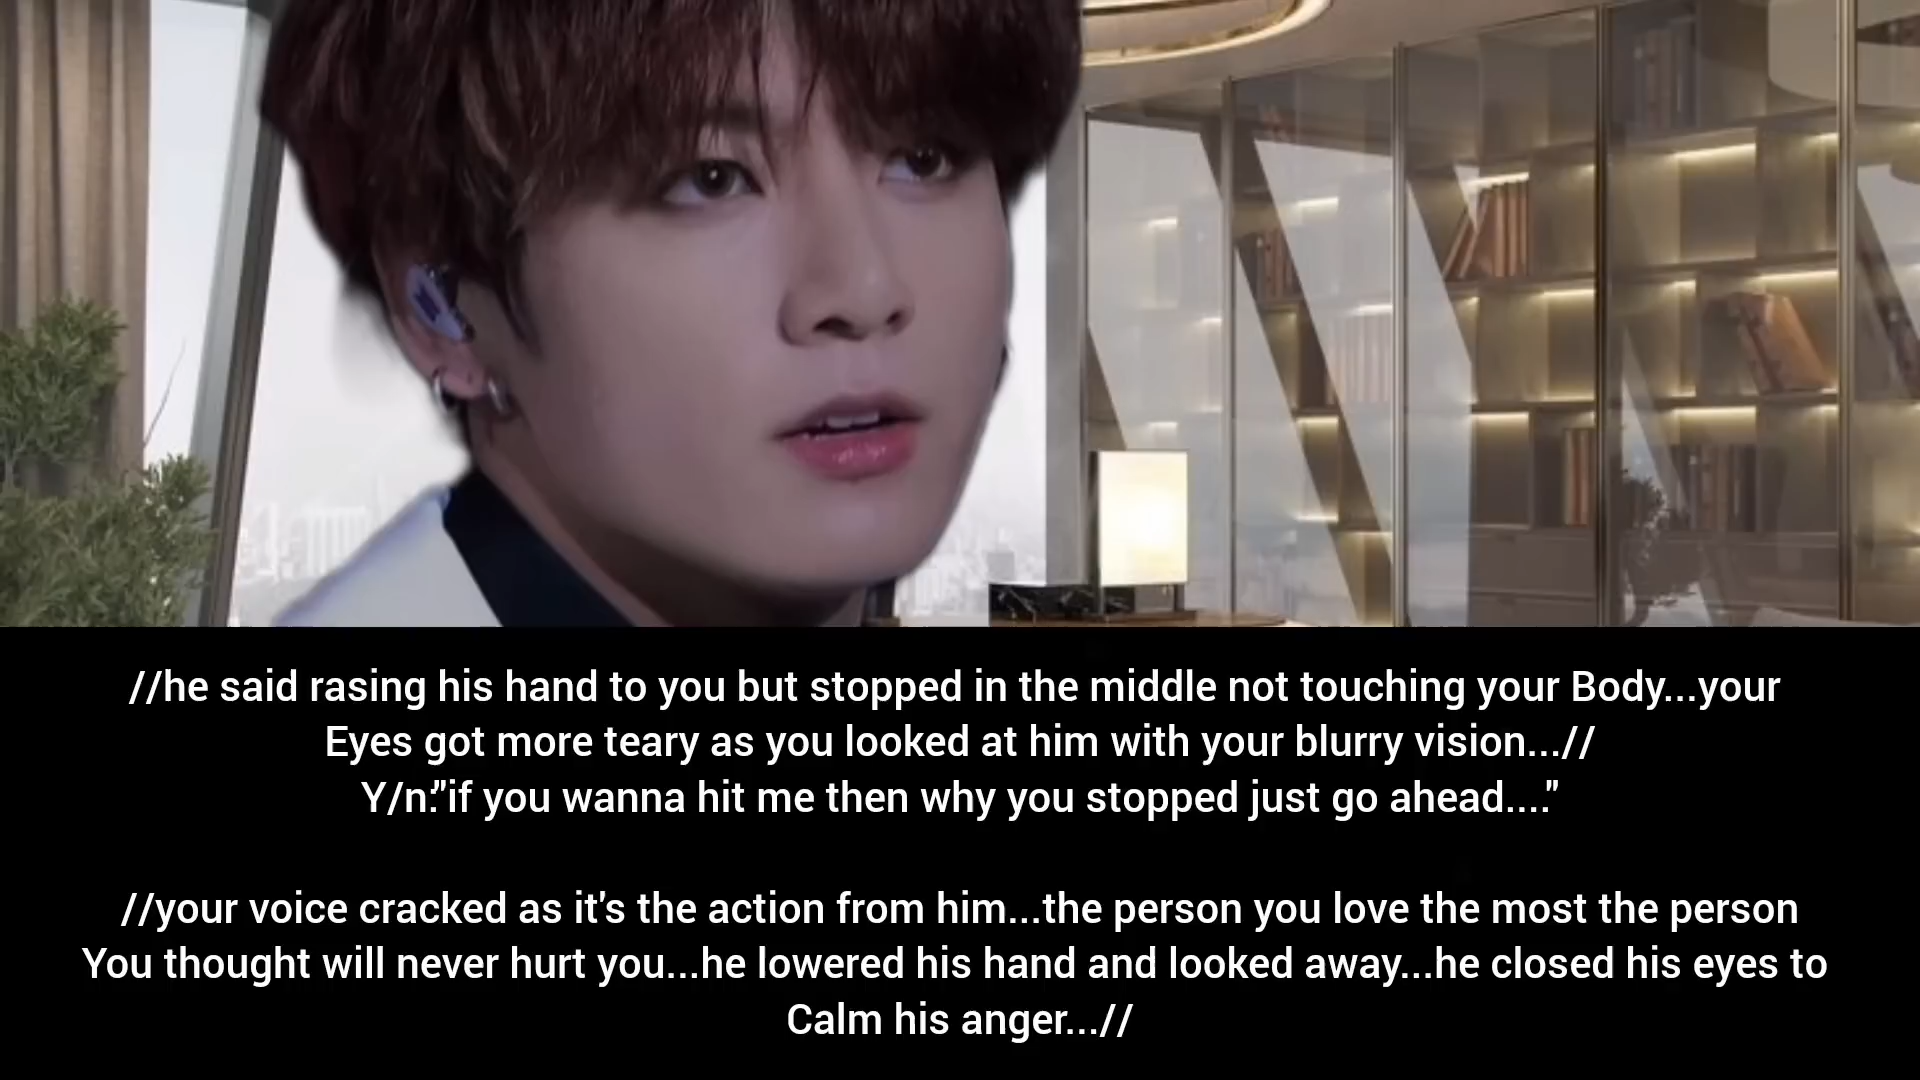 //he said rasing his hand to you but stopped in the middle not touching your Body...your
Eyes got more teary as you looked at him with your blurry vision...//
Y/n:"if you wanna hit me then why you stopped just go ahead...."
//your voice cracked as it's the action from him...the person you love the most the person
You thought will never hurt you...he lowered his hand and looked away...he closed his eyes to
Calm his anger...//